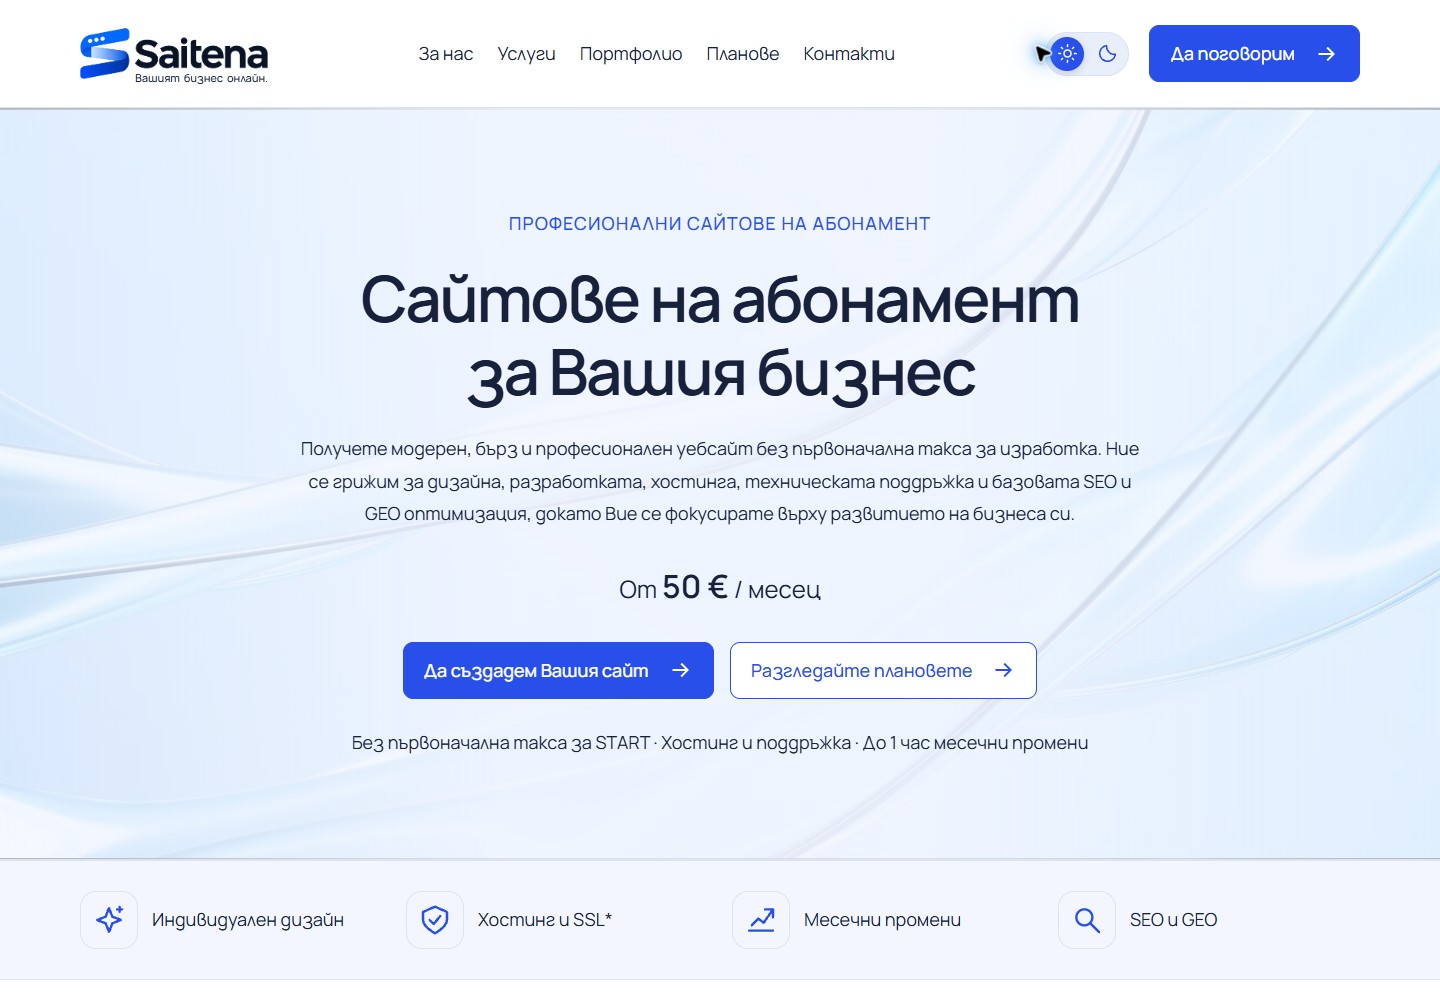 Saitena
Вашият бизнес онлайн.
За нас
Услуги
Портфолио
Планове
Контакти
Да поговорим
ПРОФЕСИОНАЛНИ САЙТОВЕ НА АБОНАМЕНТ
Сайтове на абонамент
за Вашия бизнес
Получете модерен, бърз и професионален уебсайт без първоначална такса за изработка. Ние
се грижим за дизайна, разработката, хостинга, техническата поддръжка и базовата SEO и
GEO оптимизация, докато Вие се фокусирате върху развитието на бизнеса си.
От 50 € / месец
Да създадем Вашия сайт
Разгледайте плановете
Без първоначална такса за START · Хостинг и поддръжка · До 1 час месечни промени
Индивидуален дизайн
Хостинг и SSL*
Месечни промени
SEO и GEO